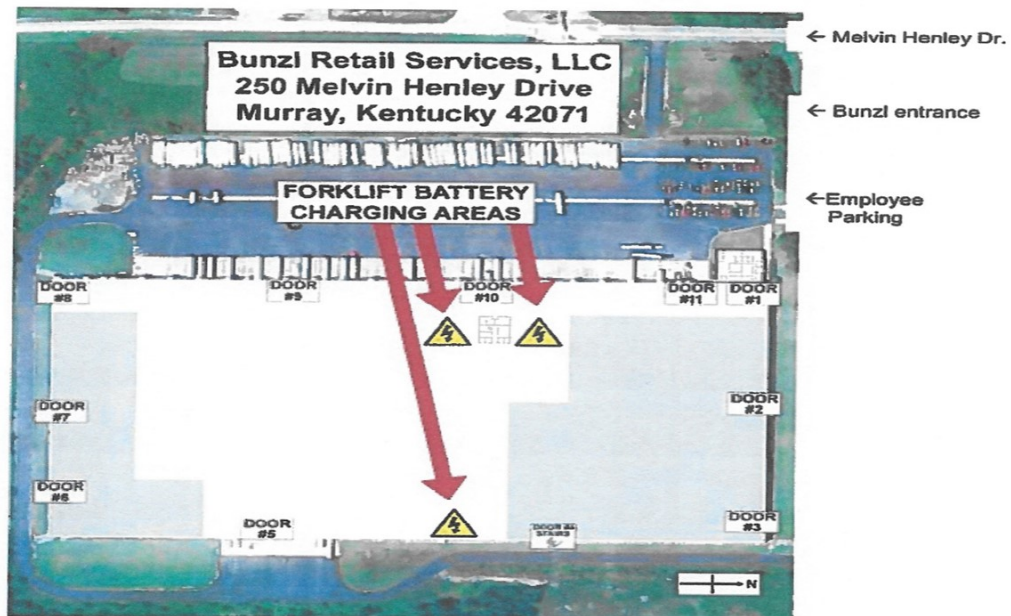 ← Melvin Henley Dr.
Bunzl Retail Services, LLC
250 Melvin Henley Drive
Murray, Kentucky 42071
← Bunzl entrance
FORKLIFT BATTERY
CHARGING AREAS
←Employee
Parking
DOOR
#8
DOOR
#9
DOOR
#10
DOOR
#11
DOOR
#1
DOOR
#7
DOOR
#2
DOOR
#6
DOOR
#5
DOOR
STAIRS
DOOR
#3
N